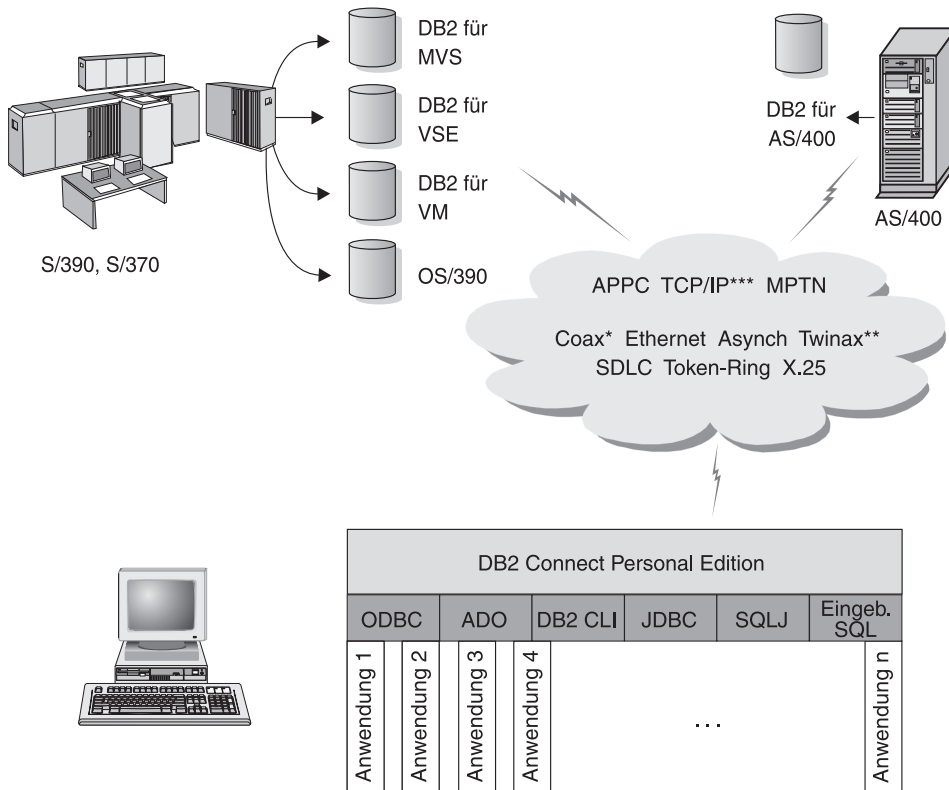 DB2 für
MVS
DB2 für
VSE
DB2 für
VM
OS/390
S/390, S/370
DB2 für
AS/400
AS/400
APPC TCP/IP*** MPTN
Coax* Ethernet Asynch Twinax**
SDLC Token-Ring X.25
DB2 Connect Personal Edition
ODBC
ADO
DB2 CLI
JDBC
SQLJ
Eingeb.
SQL
Anwendung 1
Anwendung 2
Anwendung 3
Anwendung 4
...
Anwendung n